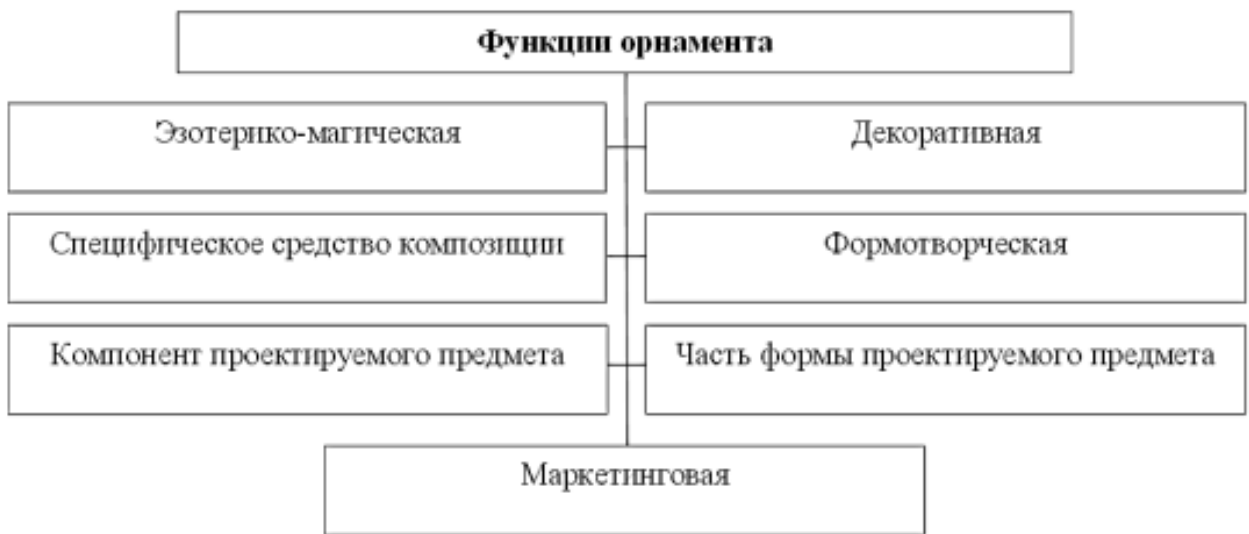 Функции орнамента
Эзотерико-магическая
Декоративная
Специфическое средство композиции
Формотворческая
Компонент проектируемого предмета
Часть формы проектируемого предмета
Маркетинговая